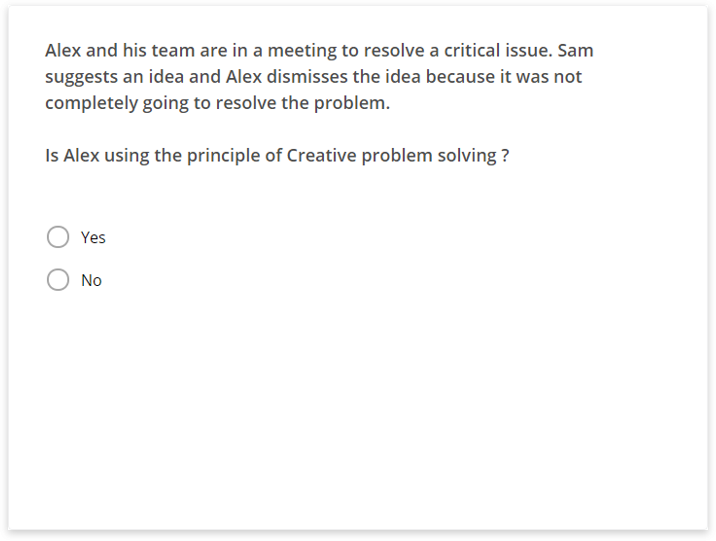 Alex and his team are in a meeting to resolve a critical issue. Sam
suggests an idea and Alex dismisses the idea because it was not
completely going to resolve the problem.
Is Alex using the principle of Creative problem solving ?
Yes
No